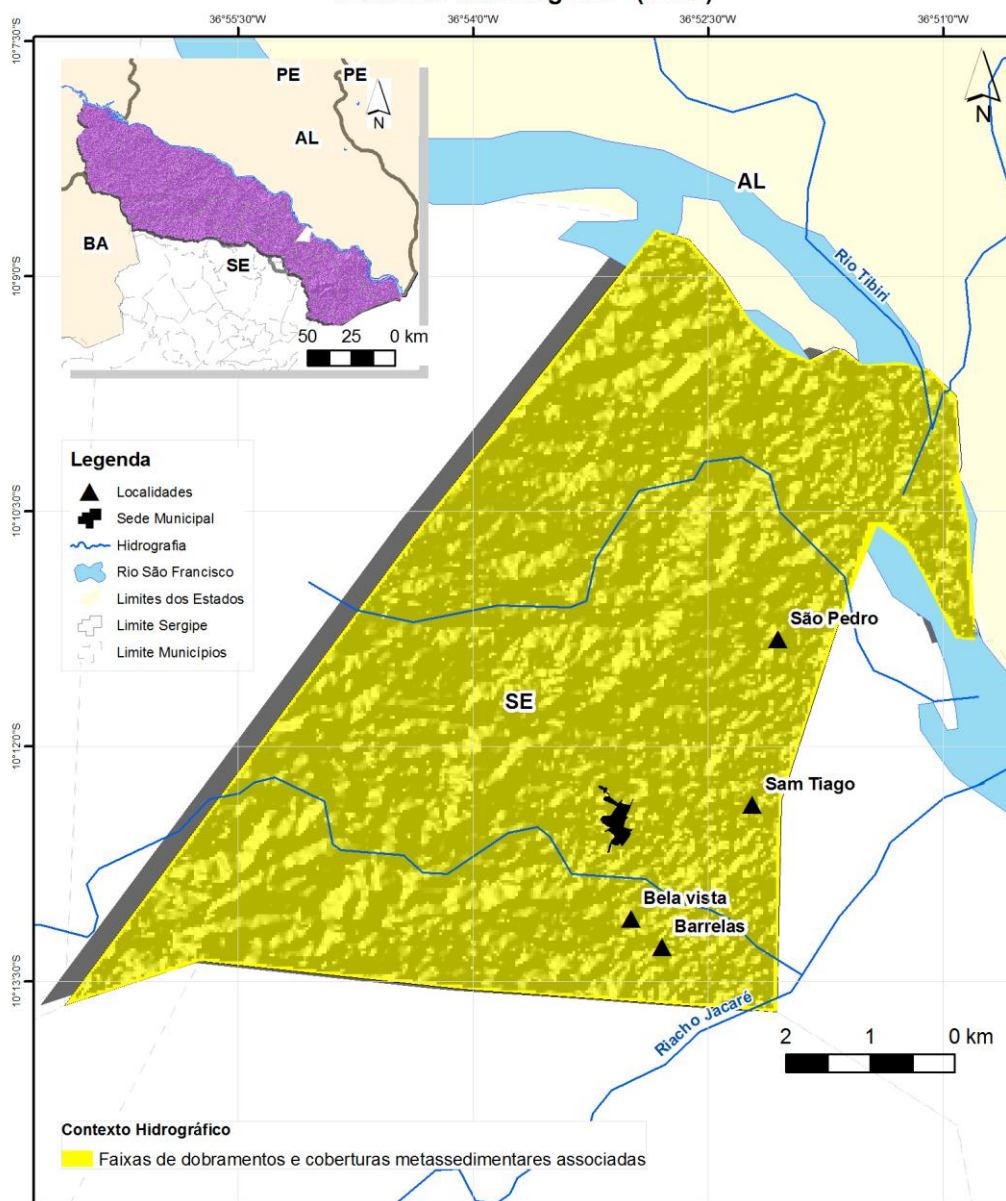 36°55'30"W
36°54'0"W
36°52'30"W
36°51'0"W
10°7'30"S
10°9'0"S
10°10'30"S
10°12'0"S
10°13'30"S
PE
PE
N
AL
BA
SE
50 25 0 km
N
AL
Rio Tibiri
Legenda
Localidades
Sede Municipal
Hidrografia
Rio São Francisco
Limites dos Estados
Limite Sergipe
Limite Municípios
São Pedro
SE
Sam Tiago
Bela vista
Barrelas
Riacho Jacaré
2 1 0 km
Contexto Hidrográfico
Faixas de dobramentos e coberturas metassedimentares associadas